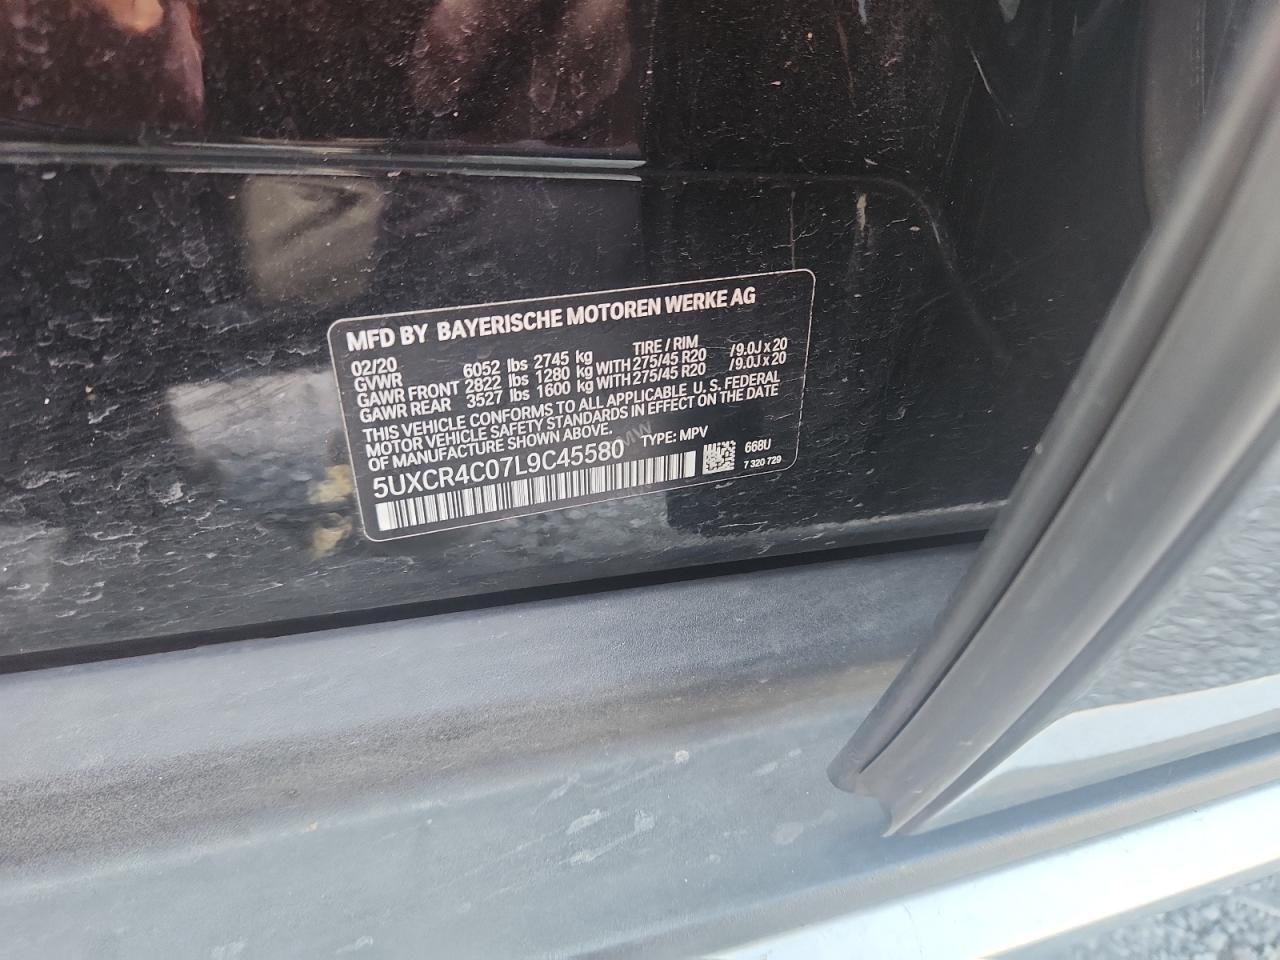 MFD BY BAYERISCHE MOTOREN WERKE AG
02/20 TIRE / RIM
GVWR 6052 lbs 2745 kg
GAWR FRONT 2822 lbs 1280 kg WITH 275/45 R20 /9.0J x 20
GAWR REAR 3527 lbs 1600 kg WITH 275/45 R20 /9.0J x 20
THIS VEHICLE CONFORMS TO ALL APPLICABLE U.S. FEDERAL
MOTOR VEHICLE SAFETY STANDARDS IN EFFECT ON THE DATE
OF MANUFACTURE SHOWN ABOVE.
5UXCR4C07L9C45580 TYPE: MPV
668U
7 320 729